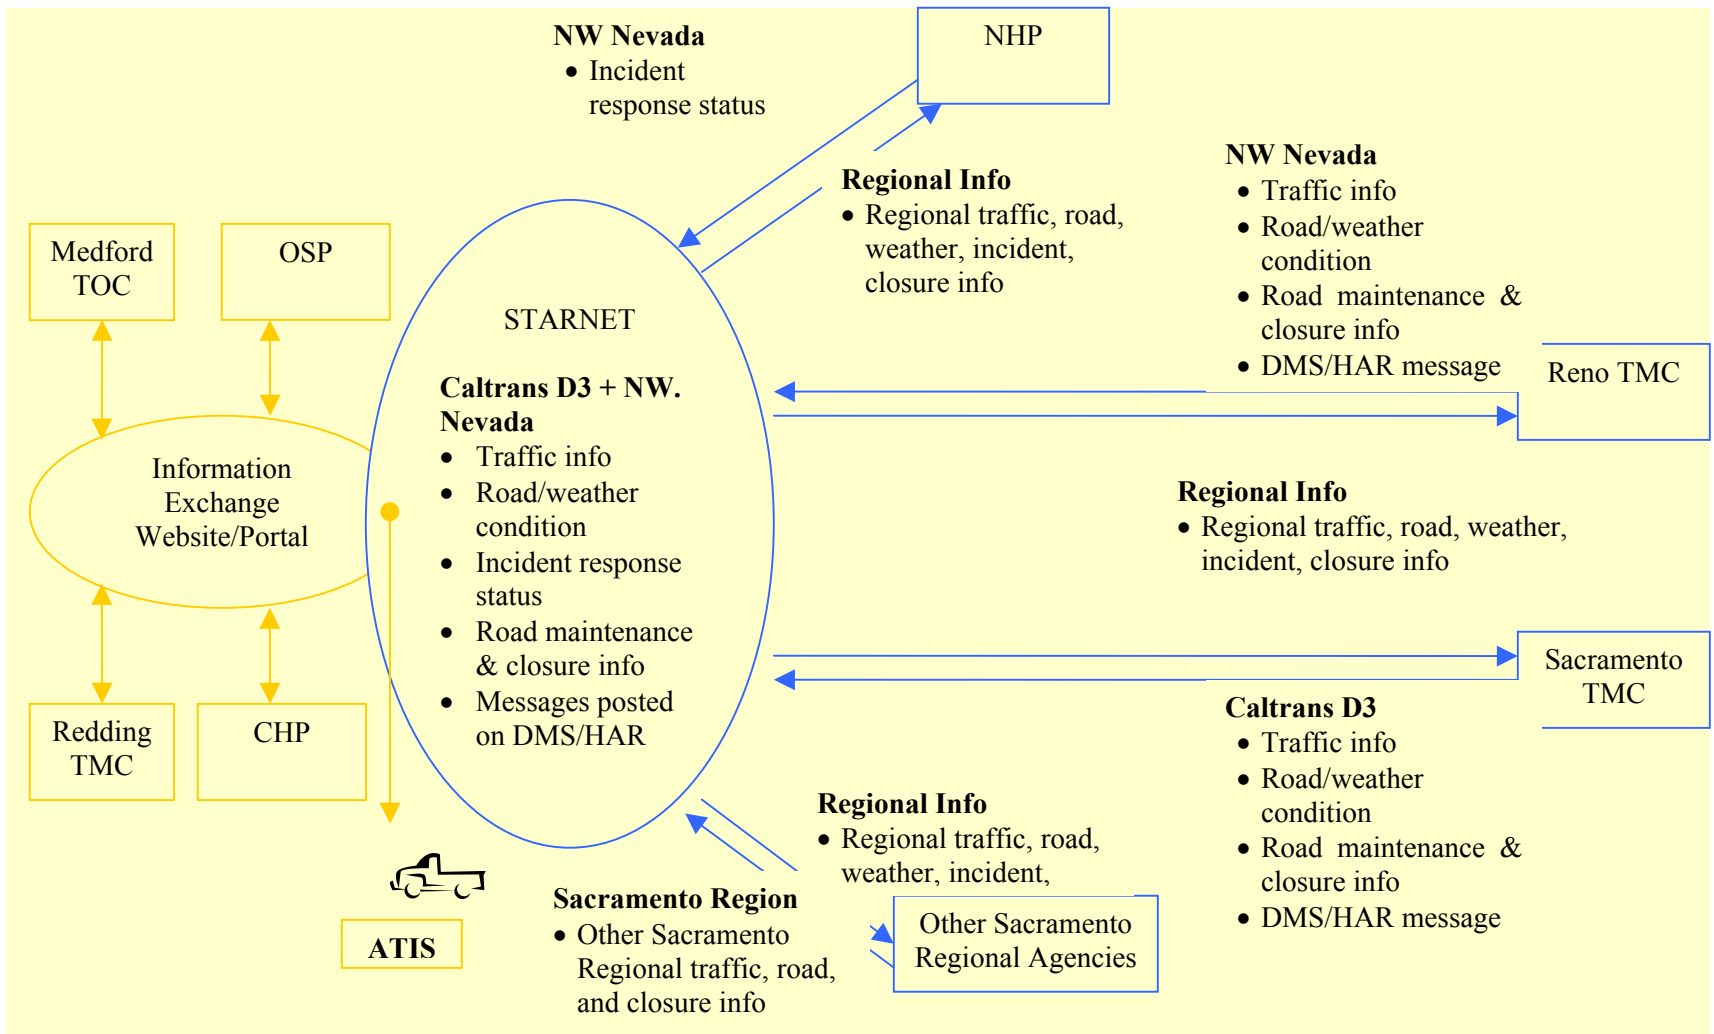 NW Nevada
• Incident
response status
NHP
NW Nevada
• Traffic info
• Road/weather
condition
• Road maintenance &
closure info
• DMS/HAR message
Regional Info
• Regional traffic, road,
weather, incident,
closure info
Medford
TOC
OSP
STARNET
Caltrans D3 + NW.
Nevada
• Traffic info
• Road/weather
condition
• Incident response
status
• Road maintenance
& closure info
• Messages posted
on DMS/HAR
Reno TMC
Information
Exchange
Website/Portal
Regional Info
• Regional traffic, road, weather,
incident, closure info
Sacramento
TMC
Redding
TMC
CHP
Caltrans D3
• Traffic info
• Road/weather
condition
• Road maintenance &
closure info
• DMS/HAR message
Regional Info
• Regional traffic, road,
weather, incident,
Sacramento Region
• Other Sacramento
Regional traffic, road,
and closure info
Other Sacramento
Regional Agencies
ATIS